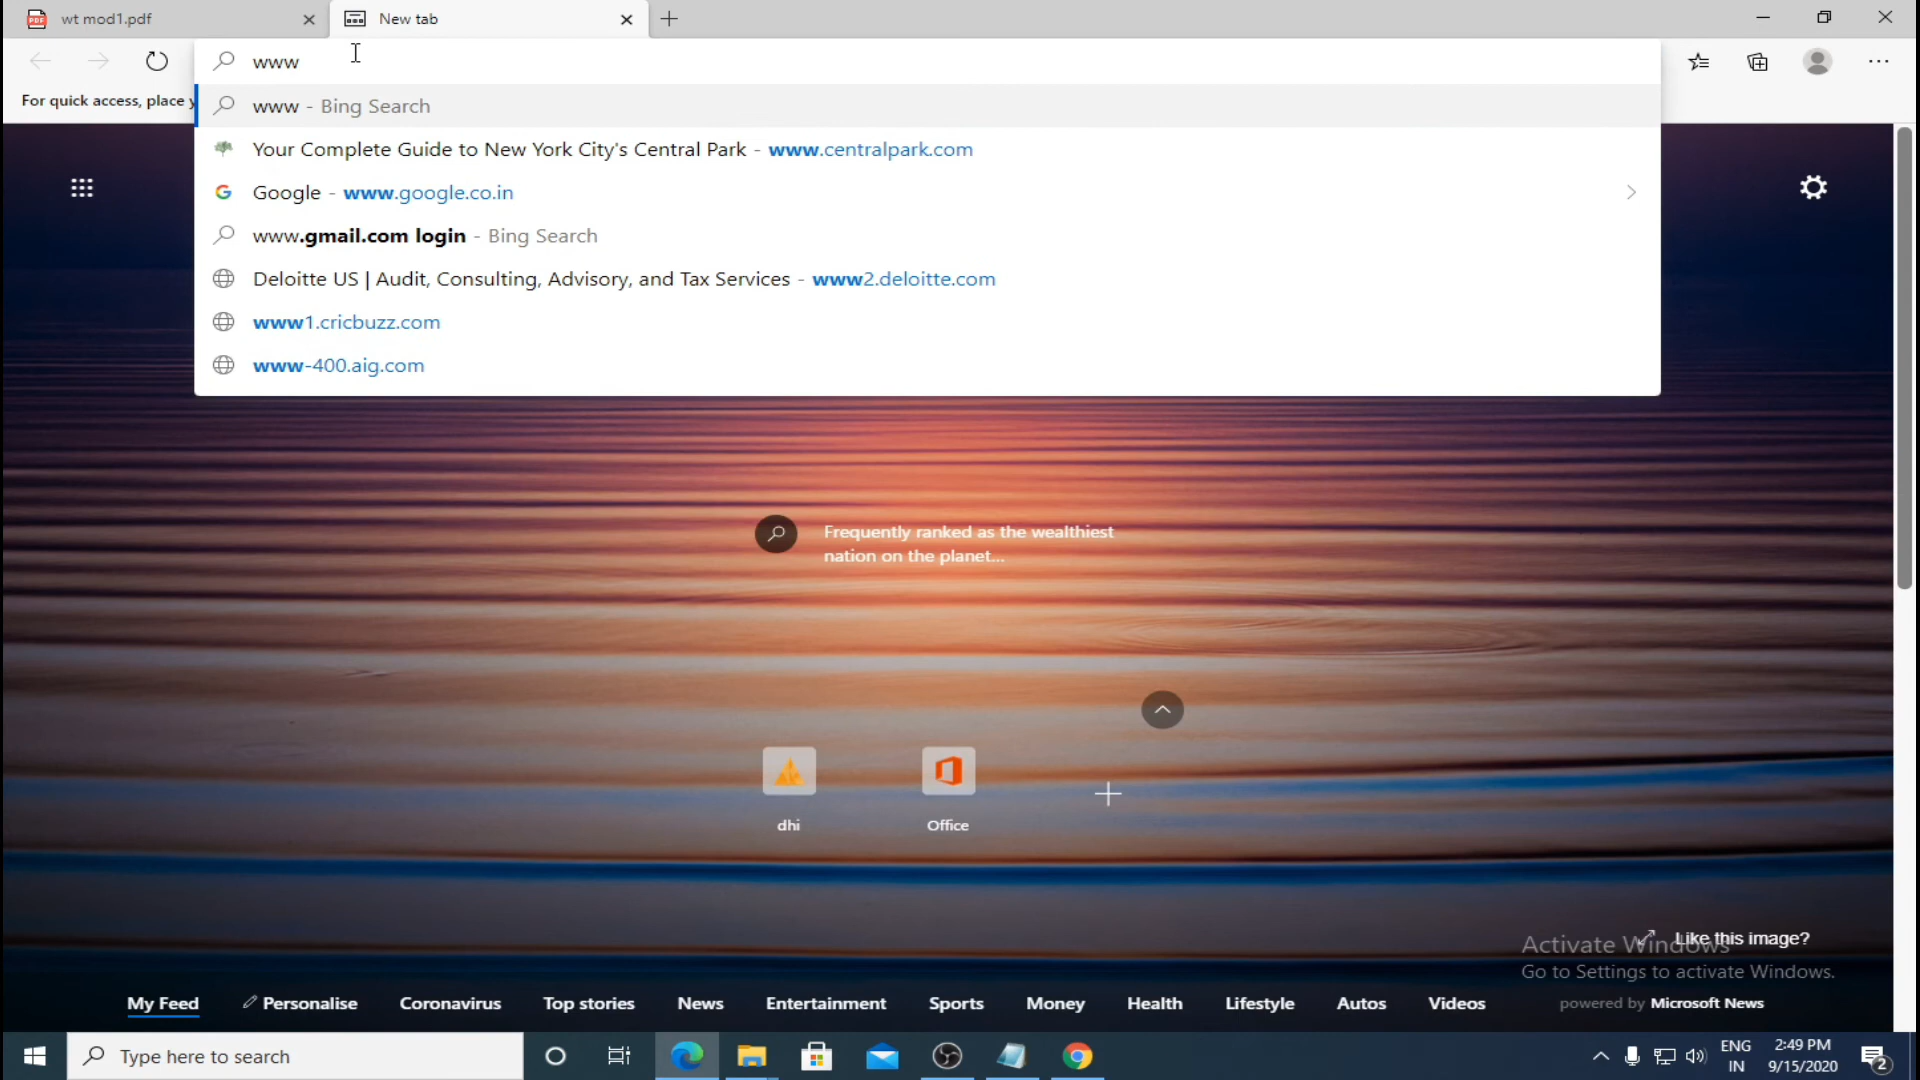 wt mod1.pdf
New tab
www
For quick access, place y
www - Bing Search
Your Complete Guide to New York City's Central Park - www.centralpark.com
Google - www.google.co.in
www.gmail.com login - Bing Search
Deloitte US | Audit, Consulting, Advisory, and Tax Services - www2.deloitte.com
www1.cricbuzz.com
www-400.aig.com
Frequently ranked as the wealthiest
nation on the planet...
dhi
Office
Activate Windows
Like this image?
Go to Settings to activate Windows.
My Feed Personalise Coronavirus Top stories News Entertainment Sports Money Health Lifestyle Autos Videos powered by Microsoft News
Type here to search
ENG
IN
2:49 PM
9/15/2020
2